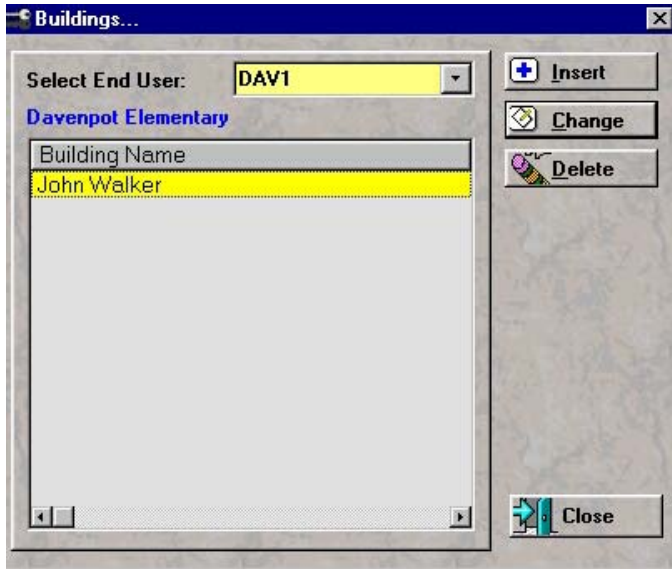 Buildings...
Select End User: DAV1
Davenpot Elementary
Building Name
John Walker
Insert
Change
Delete
Close